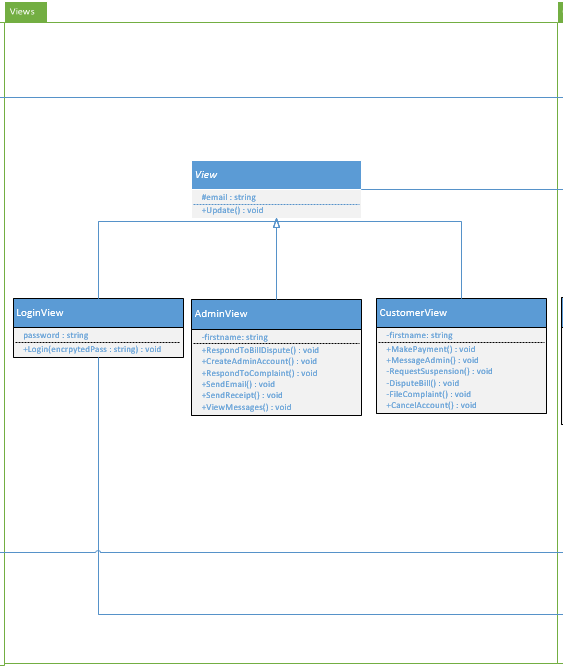 Views
View
#email : string
+Update() : void
LoginView
password : string
+Login(encrpytedPass : string) : void
AdminView
-firstname: string
+RespondToBillDispute() : void
+CreateAdminAccount() : void
+RespondToComplaint() : void
+SendEmail() : void
+SendReceipt() : void
+ViewMessages() : void
CustomerView
-firstname: string
+MakePayment() : void
+MessageAdmin() : void
-RequestSuspension() : void
-DisputeBill() : void
-FileComplaint() : void
+CancelAccount() : void